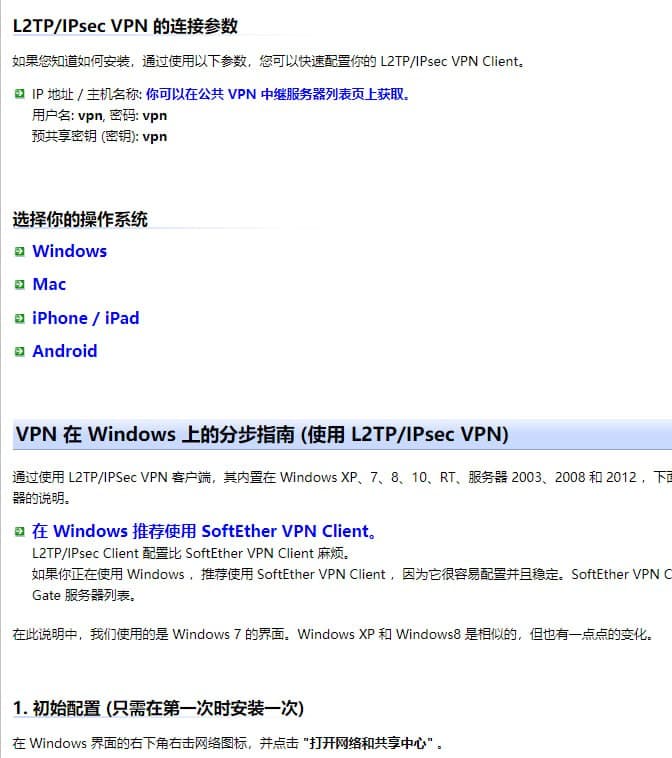 L2TP/IPsec VPN 的连接参数
如果您知道如何安装，通过使用以下参数，您可以快速配置你的 L2TP/IPsec VPN Client。
IP 地址 / 主机名称: 你可以在公共 VPN 中继服务器列表页上获取。
用户名: vpn, 密码: vpn
预共享密钥 (密钥): vpn
选择你的操作系统
Windows
Mac
iPhone / iPad
Android
VPN 在 Windows 上的分步指南 (使用 L2TP/IPsec VPN)
通过使用 L2TP/IPSec VPN 客户端，其内置在 Windows XP、7、8、10、RT、服务器 2003、2008 和 2012 ，下面
器的说明。
在 Windows 推荐使用 SoftEther VPN Client。
L2TP/IPsec Client 配置比 SoftEther VPN Client 麻烦。
如果你正在使用 Windows ，推荐使用 SoftEther VPN Client ，因为它很容易配置并且稳定。SoftEther VPN C
Gate 服务器列表。
在此说明中，我们使用的是 Windows 7 的界面。Windows XP 和 Windows8 是相似的，但也有一点点的变化。
1. 初始配置 (只需在第一次时安装一次)
在 Windows 界面的右下角右击网络图标，并点击 "打开网络和共享中心" 。